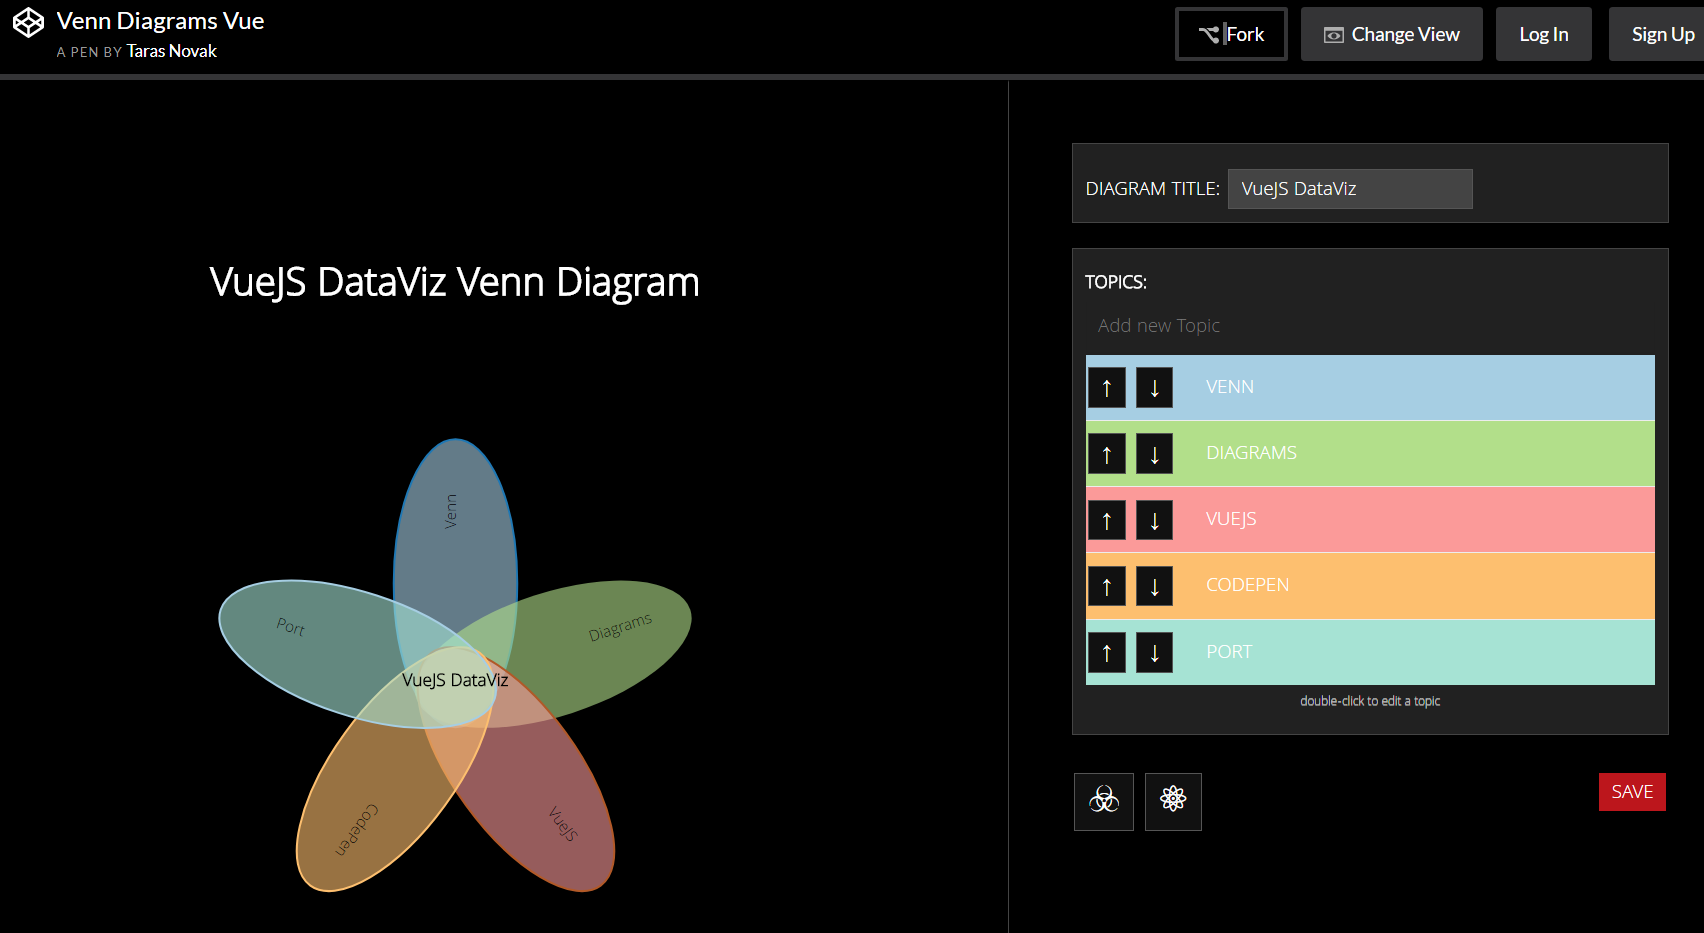 Venn Diagrams Vue
A PEN BY Taras Novak
Fork
Change View
Log In
Sign Up
VueJS DataViz Venn Diagram
Venn
Port
Diagrams
VueJS DataViz
CodePen
VueJS
DIAGRAM TITLE: VueJS DataViz
TOPICS:
Add new Topic
↑ ↓ VENN
↑ ↓ DIAGRAMS
↑ ↓ VUEJS
↑ ↓ CODEPEN
↑ ↓ PORT
double-click to edit a topic
SAVE